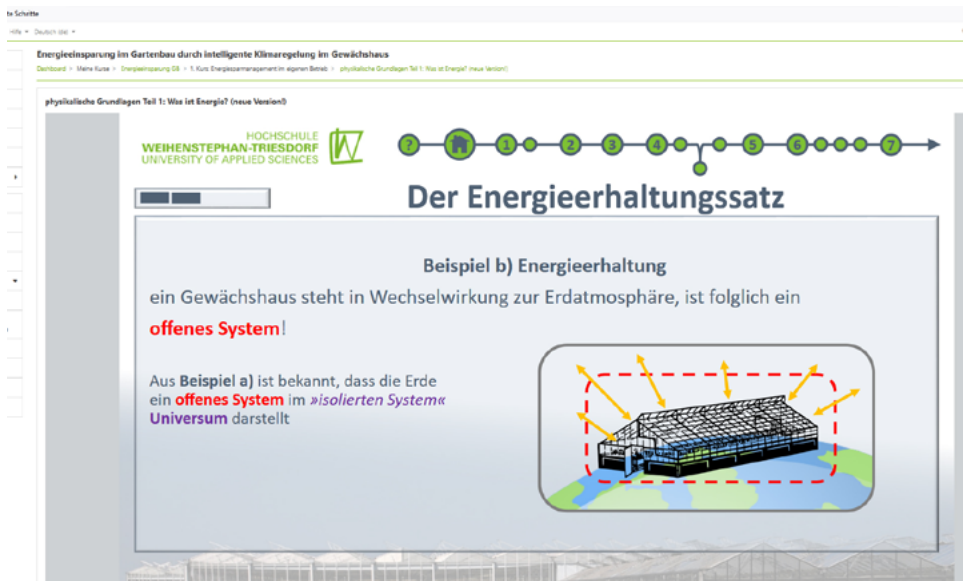 te Schritte
Hilfe Deutsch (de)
Energieeinsparung im Gartenbau durch intelligente Klimaregelung im Gewächshaus
Dashboard > Meine Kurse > Energieeinsparung GB > 1. Kurs: Energiesparmanagement im eigenen Betrieb > physikalische Grundlagen Teil 1: Was ist Energie? (neue Version!)
physikalische Grundlagen Teil 1: Was ist Energie? (neue Version!)
HOCHSCHULE
WEIHENSTEPHAN-TRIESDORF
UNIVERSITY OF APPLIED SCIENCES
? 1 2 3 4 5 6 7
Der Energieerhaltungssatz
Beispiel b) Energieerhaltung
ein Gewächshaus steht in Wechselwirkung zur Erdatmosphäre, ist folglich ein
offenes System!
Aus Beispiel a) ist bekannt, dass die Erde
ein offenes System im »isolierten System«
Universum darstellt